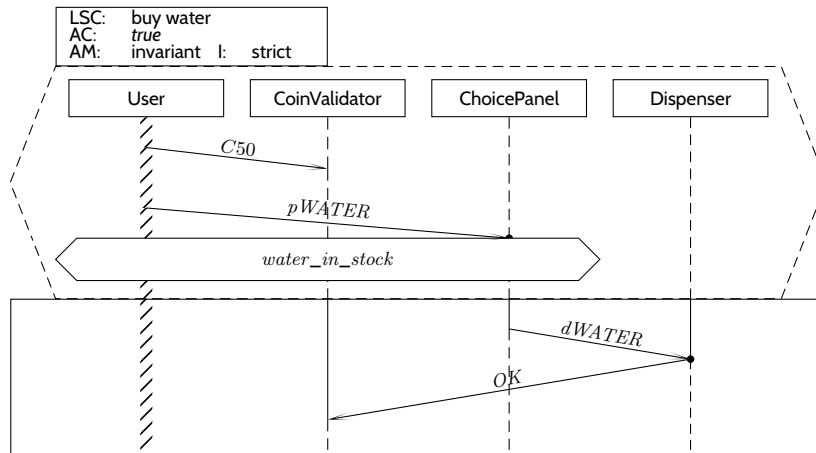 LSC: buy water
AC: true
AM: invariant I: strict
User CoinValidator ChoicePanel Dispenser
C50
pWATER
water_in_stock
dWATER
OK